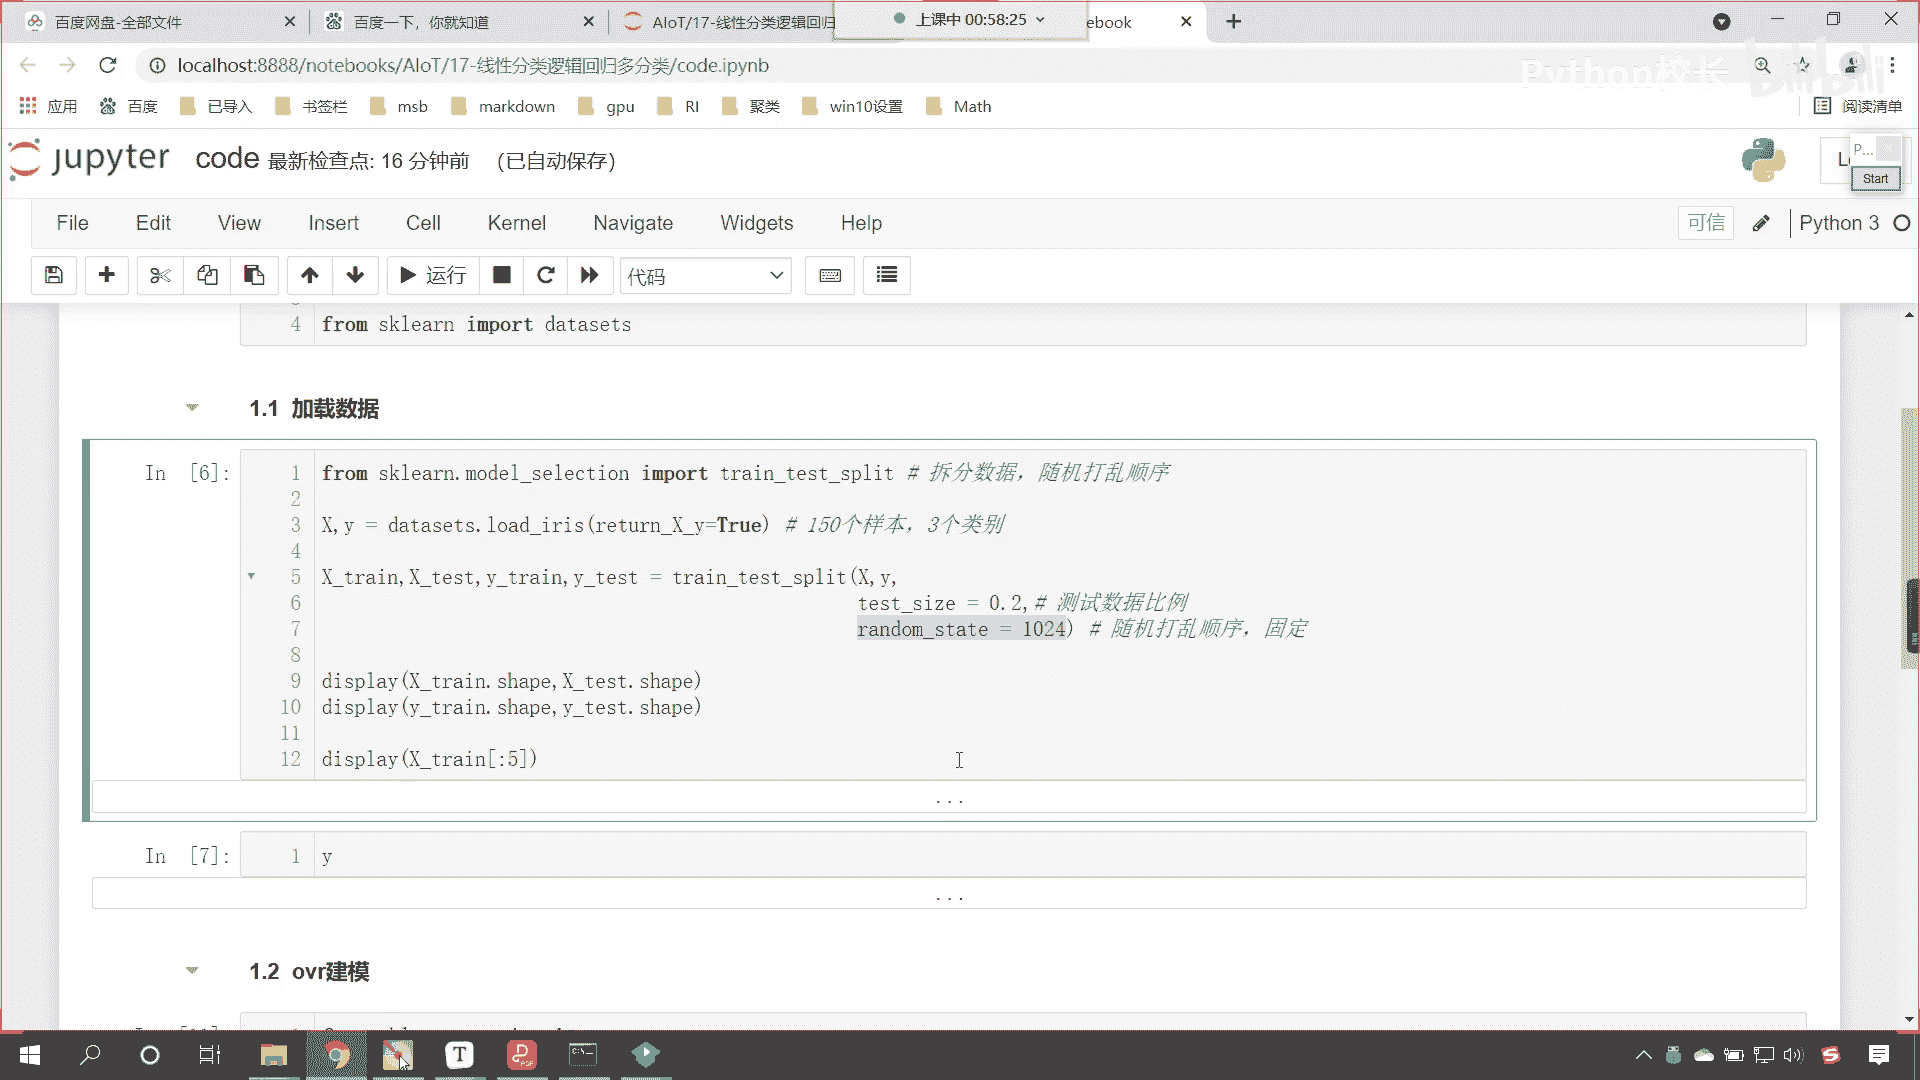 百度网盘-全部文件
百度一下，你就知道
AIoT/17-线性分类逻辑回归
上课中 00:58:25
ebook
localhost:8888/notebooks/AIoT/17-线性分类逻辑回归多分类/code.ipynb
Python校长
bilibili
应用 百度 已导入 书签栏 msb markdown gpu RI 聚类 win10设置 Math 阅读清单
jupyter code 最新检查点: 16 分钟前 (已自动保存)
P...
Start
File Edit View Insert Cell Kernel Navigate Widgets Help 可信 Python 3
运行 代码
4 from sklearn import datasets
1.1 加载数据
In [6]:
1 from sklearn.model_selection import train_test_split # 拆分数据，随机打乱顺序
2
3 X,y = datasets.load_iris(return_X_y=True) # 150个样本，3个类别
4
5 X_train,X_test,y_train,y_test = train_test_split(X,y,
6 test_size = 0.2,# 测试数据比例
7 random_state = 1024) # 随机打乱顺序，固定
8
9 display(X_train.shape,X_test.shape)
10 display(y_train.shape,y_test.shape)
11
12 display(X_train[:5])
...
In [7]: 1 y
...
1.2 ovr建模